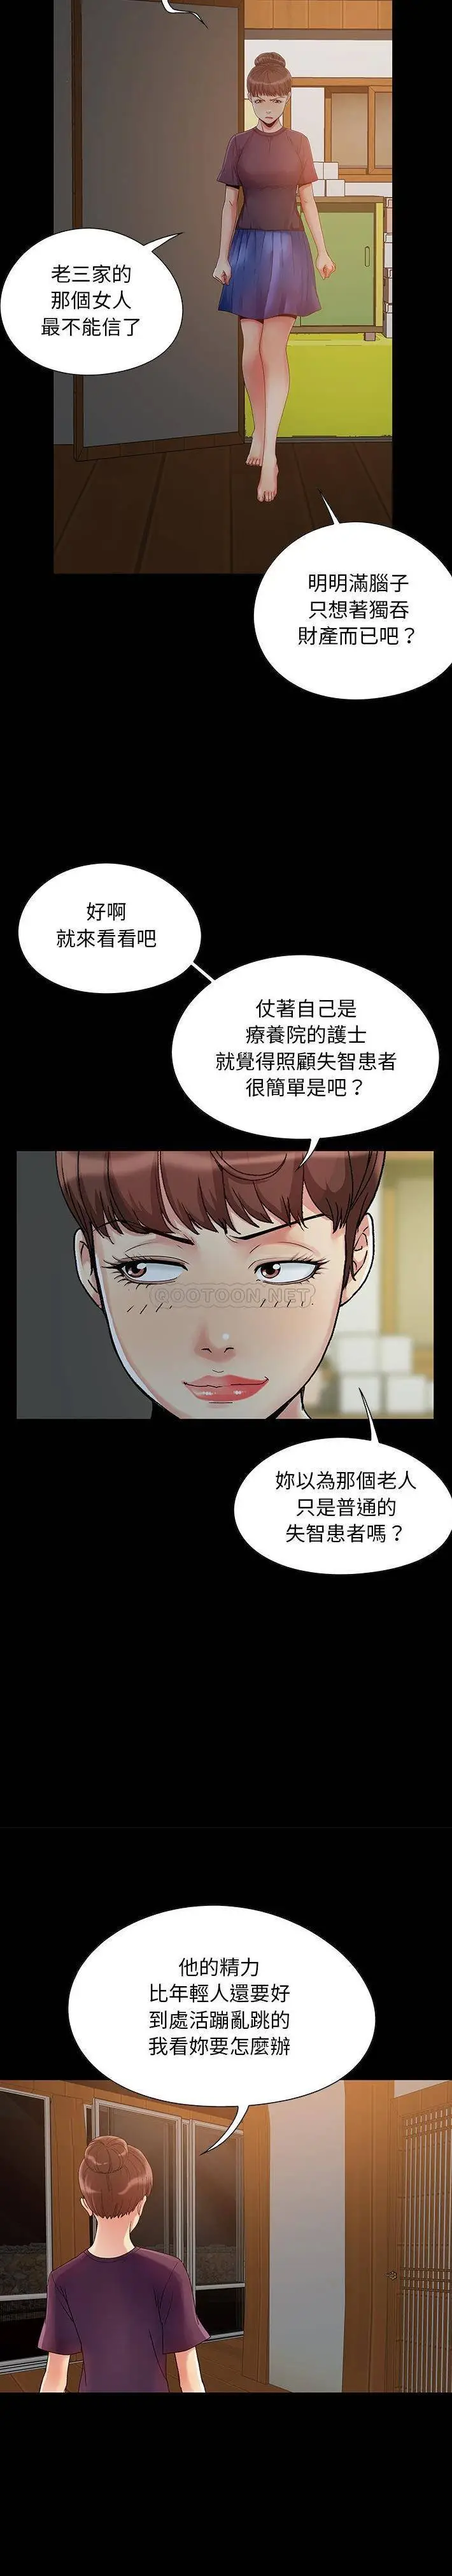 老三家的
那個女人
最不能信了
明明滿腦子
只想著獨吞
財產而已吧？
好啊
就來看看吧
仗著自己是
療養院的護士
就覺得照顧失智患者
很簡單是吧？
GOOTOON.NET
妳以為那個老人
只是普通的
失智患者嗎？
他的精力
比年輕人還要好
到處活蹦亂跳的
我看妳要怎麼辦